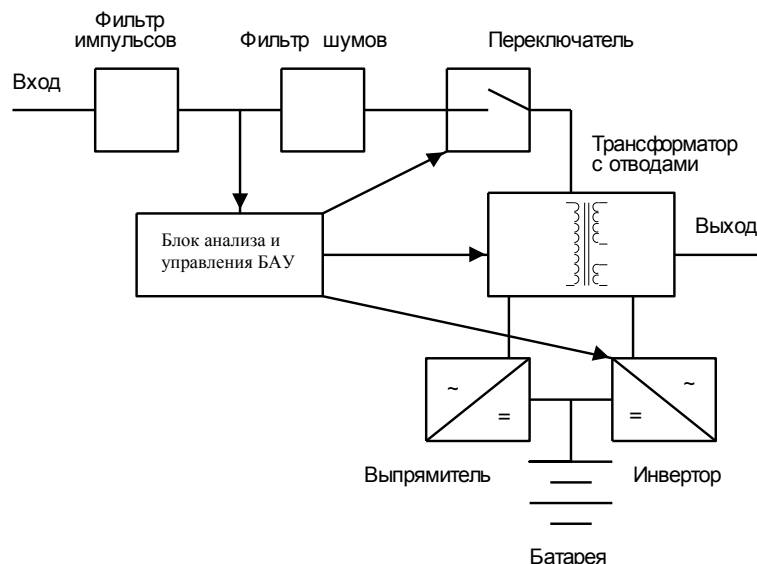 Фильтр
импульсов
Фильтр шумов
Переключатель
Вход
Трансформатор
с отводами
Блок анализа и
управления БАУ
Выход
~
=
~
=
Выпрямитель
Инвертор
Батарея